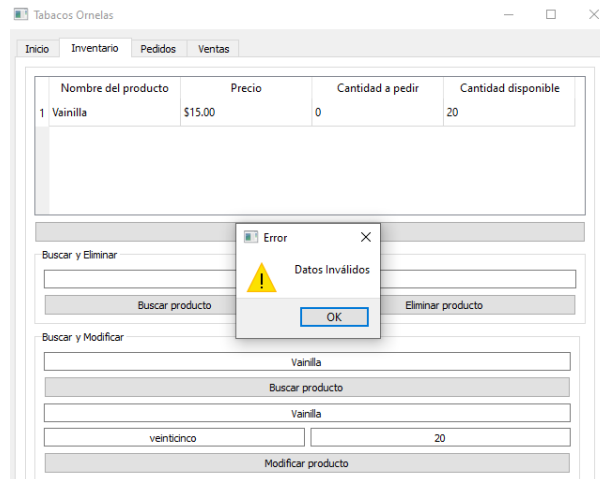 Tabacos Ornelas
Inicio Inventario Pedidos Ventas
Nombre del producto Precio Cantidad a pedir Cantidad disponible
1 Vainilla $15.00 0 20
Error
Datos Inválidos
OK
Buscar y Eliminar
Buscar producto Eliminar producto
Buscar y Modificar
Vainilla
Buscar producto
Vainilla
veinticinco 20
Modificar producto